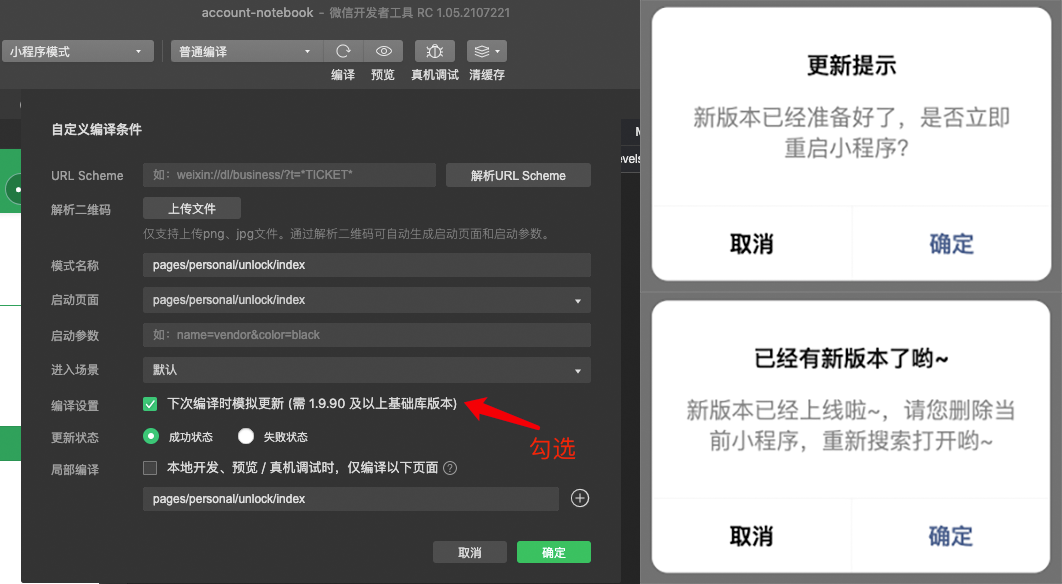 account-notebook - 微信开发者工具 RC 1.05.2107221
小程序模式
普通编译
编译
预览
真机调试
清缓存
自定义编译条件
URL Scheme
如：weixin://dl/business/?t=*TICKET*
解析URL Scheme
解析二维码
上传文件
仅支持上传png、jpg文件。通过解析二维码可自动生成启动页面和启动参数。
模式名称
pages/personal/unlock/index
启动页面
pages/personal/unlock/index
启动参数
如：name=vendor&color=black
进入场景
默认
编译设置
下次编译时模拟更新 (需 1.9.90 及以上基础库版本)
更新状态
成功状态
失败状态
勾选
局部编译
本地开发、预览 / 真机调试时，仅编译以下页面
pages/personal/unlock/index
取消
确定
evels
更新提示
新版本已经准备好了，是否立即
重启小程序？
取消
确定
已经有新版本了哟~
新版本已经上线啦~，请您删除当
前小程序，重新搜索打开哟~
取消
确定